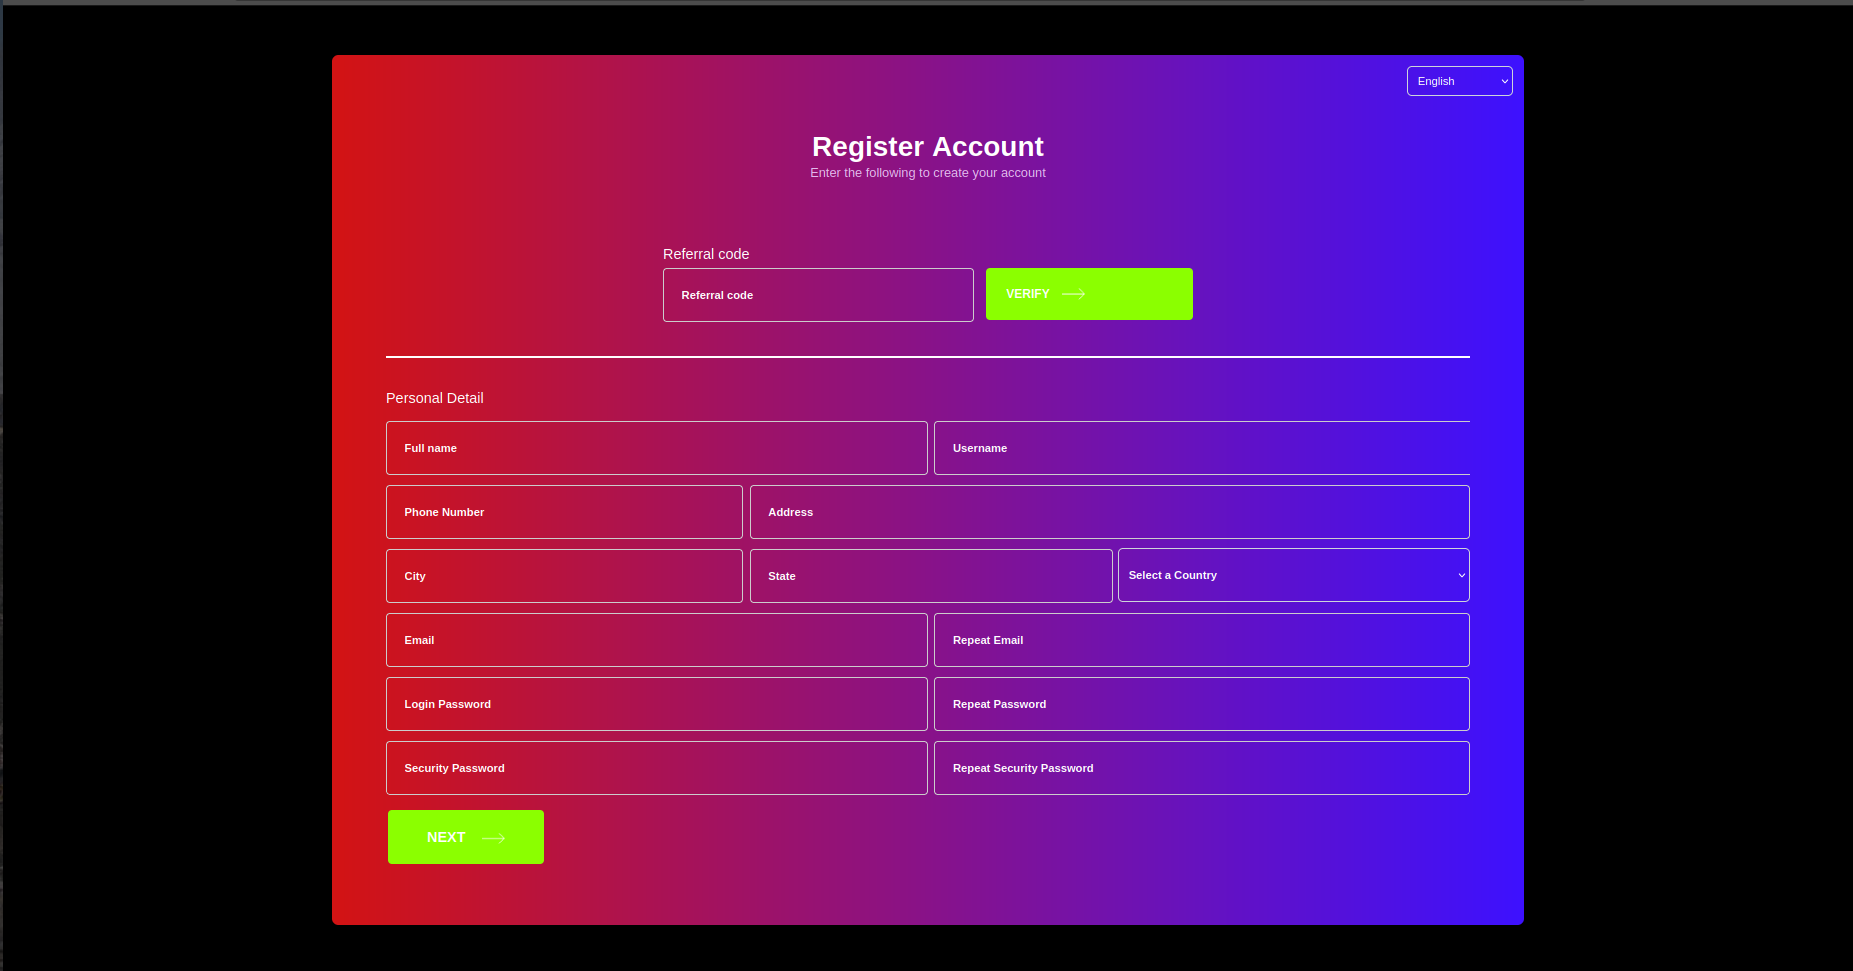 English
Register Account
Enter the following to create your account
Referral code
Referral code
VERIFY
Personal Detail
Full name
Username
Phone Number
Address
City
State
Select a Country
Email
Repeat Email
Login Password
Repeat Password
Security Password
Repeat Security Password
NEXT